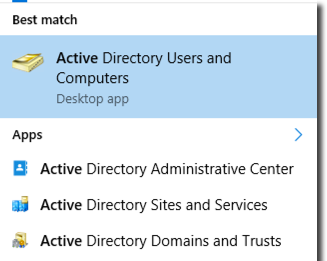 Best match
Active Directory Users and
Computers
Desktop app
Apps
Active Directory Administrative Center
Active Directory Sites and Services
Active Directory Domains and Trusts